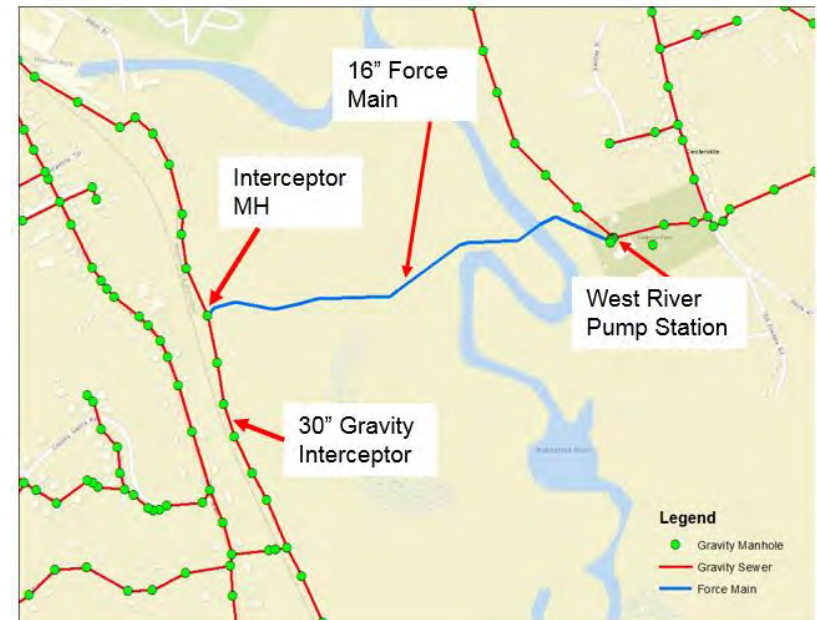 16” Force
Main
Interceptor
MH
West River
Pump Station
30” Gravity
Interceptor
Legend
Gravity Manhole
Gravity Sewer
Force Main